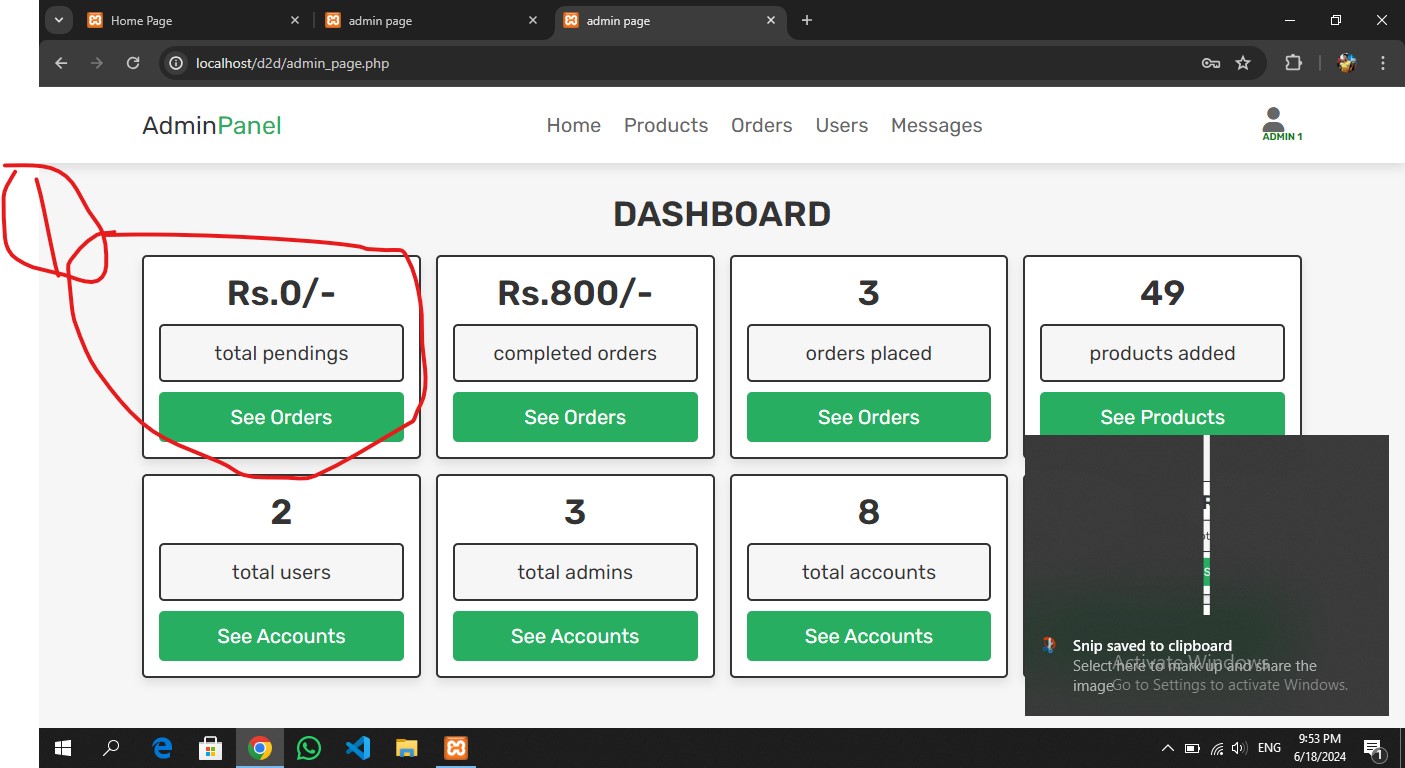 Home Page
admin page
admin page
localhost/d2d/admin_page.php
AdminPanel
Home Products Orders Users Messages
ADMIN 1
DASHBOARD
Rs.0/-
total pendings
See Orders
Rs.800/-
completed orders
See Orders
3
orders placed
See Orders
49
products added
See Products
2
total users
See Accounts
3
total admins
See Accounts
8
total accounts
See Accounts
Snip saved to clipboard
Select here to mark up and share the
image
Activate Windows
Go to Settings to activate Windows.
ENG
9:53 PM
6/18/2024
1